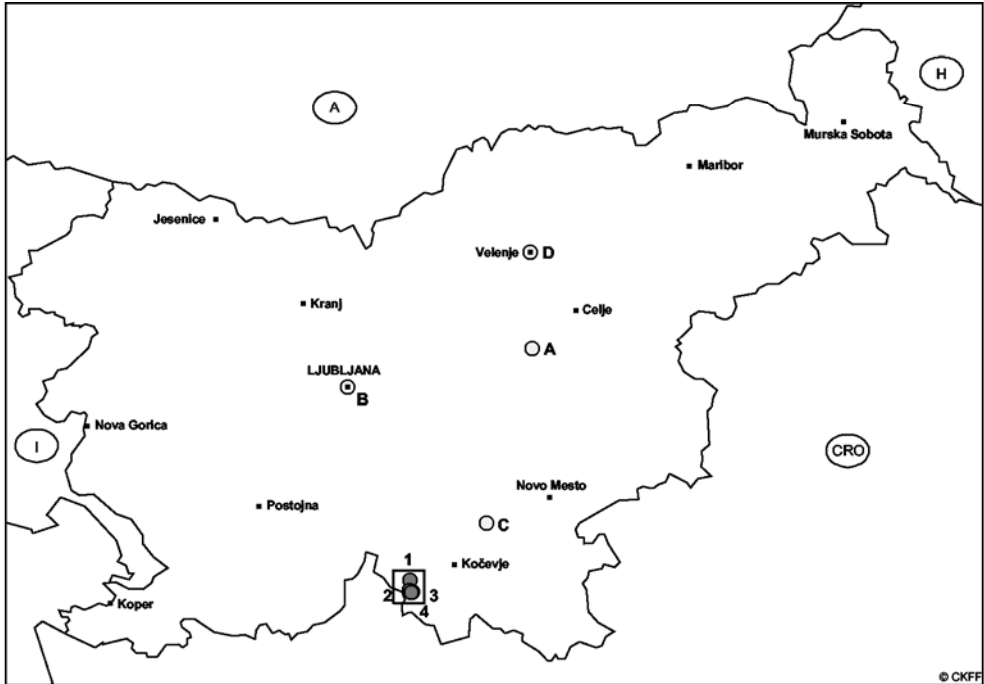 H
A
Murska Sobota
Maribor
Jesenice
Velenje D
Kranj
Celje
A
LJUBLJANA
B
Nova Gorica
I
CRO
Novo Mesto
Postojna
C
1
Kočevje
2 3
Koper
4
© CKFF